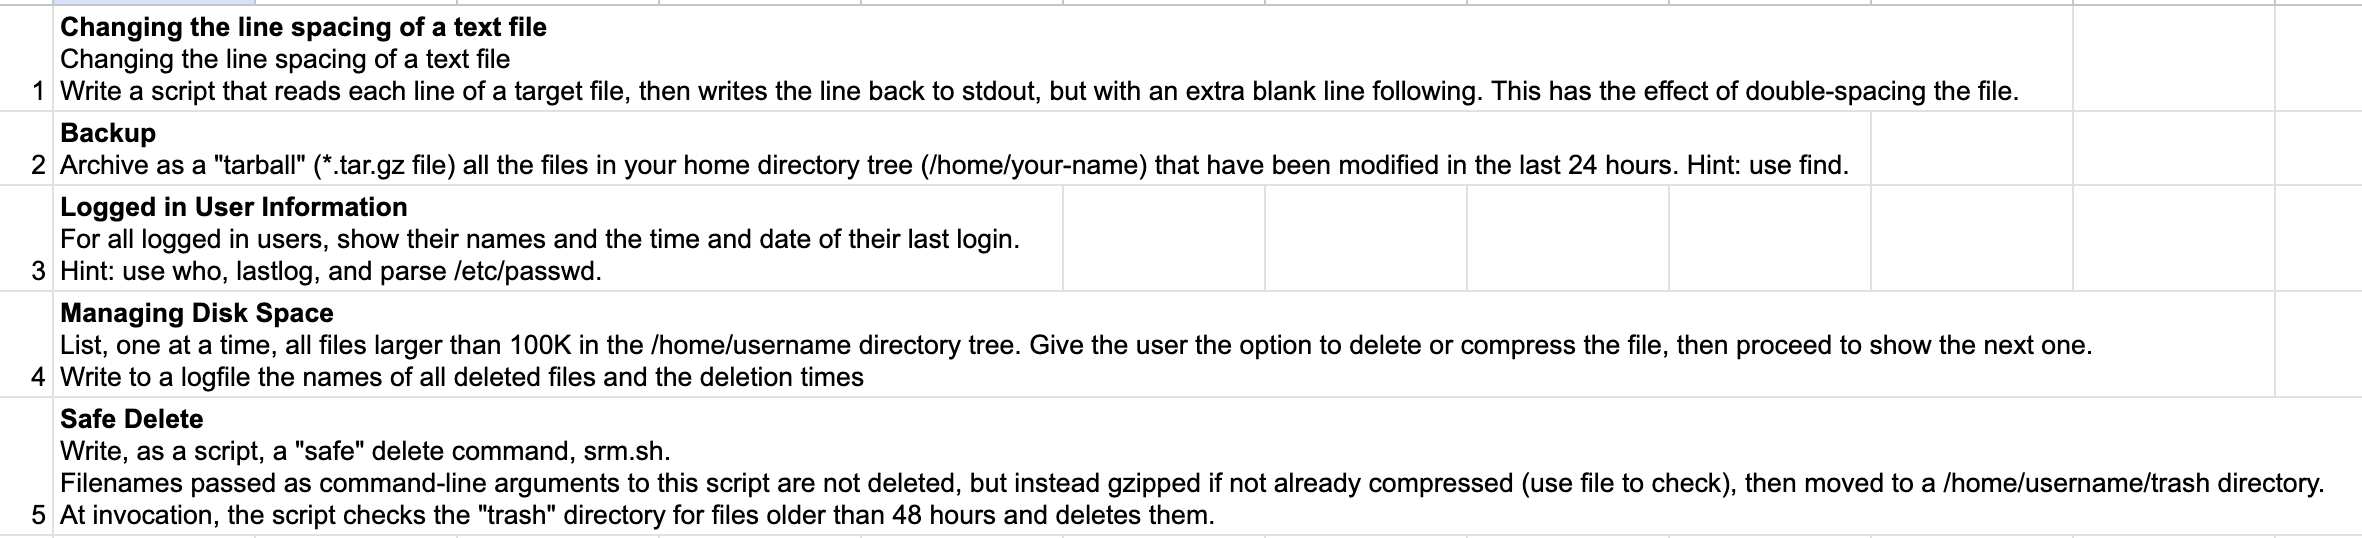 Changing the line spacing of a text file
Changing the line spacing of a text file
1 Write a script that reads each line of a target file, then writes the line back to stdout, but with an extra blank line following. This has the effect of double-spacing the file.
Backup
2 Archive as a "tarball" (*.tar.gz file) all the files in your home directory tree (/home/your-name) that have been modified in the last 24 hours. Hint: use find.
Logged in User Information
For all logged in users, show their names and the time and date of their last login.
3 Hint: use who, lastlog, and parse /etc/passwd.
Managing Disk Space
List, one at a time, all files larger than 100K in the /home/username directory tree. Give the user the option to delete or compress the file, then proceed to show the next one.
4 Write to a logfile the names of all deleted files and the deletion times
Safe Delete
Write, as a script, a "safe" delete command, srm.sh.
Filenames passed as command-line arguments to this script are not deleted, but instead gzipped if not already compressed (use file to check), then moved to a /home/username/trash directory.
5 At invocation, the script checks the "trash" directory for files older than 48 hours and deletes them.